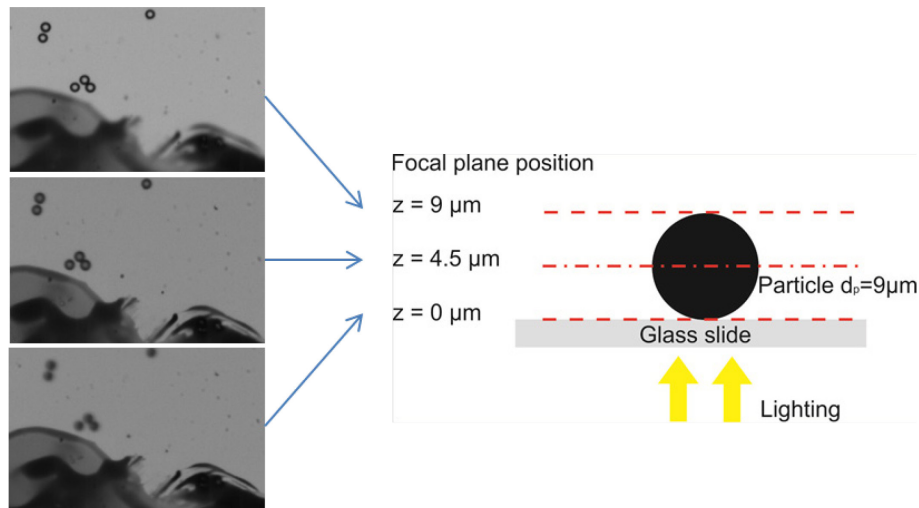 Focal plane position
z = 9 µm
z = 4.5 µm
Particle dₚ=9µm
z = 0 µm
Glass slide
Lighting